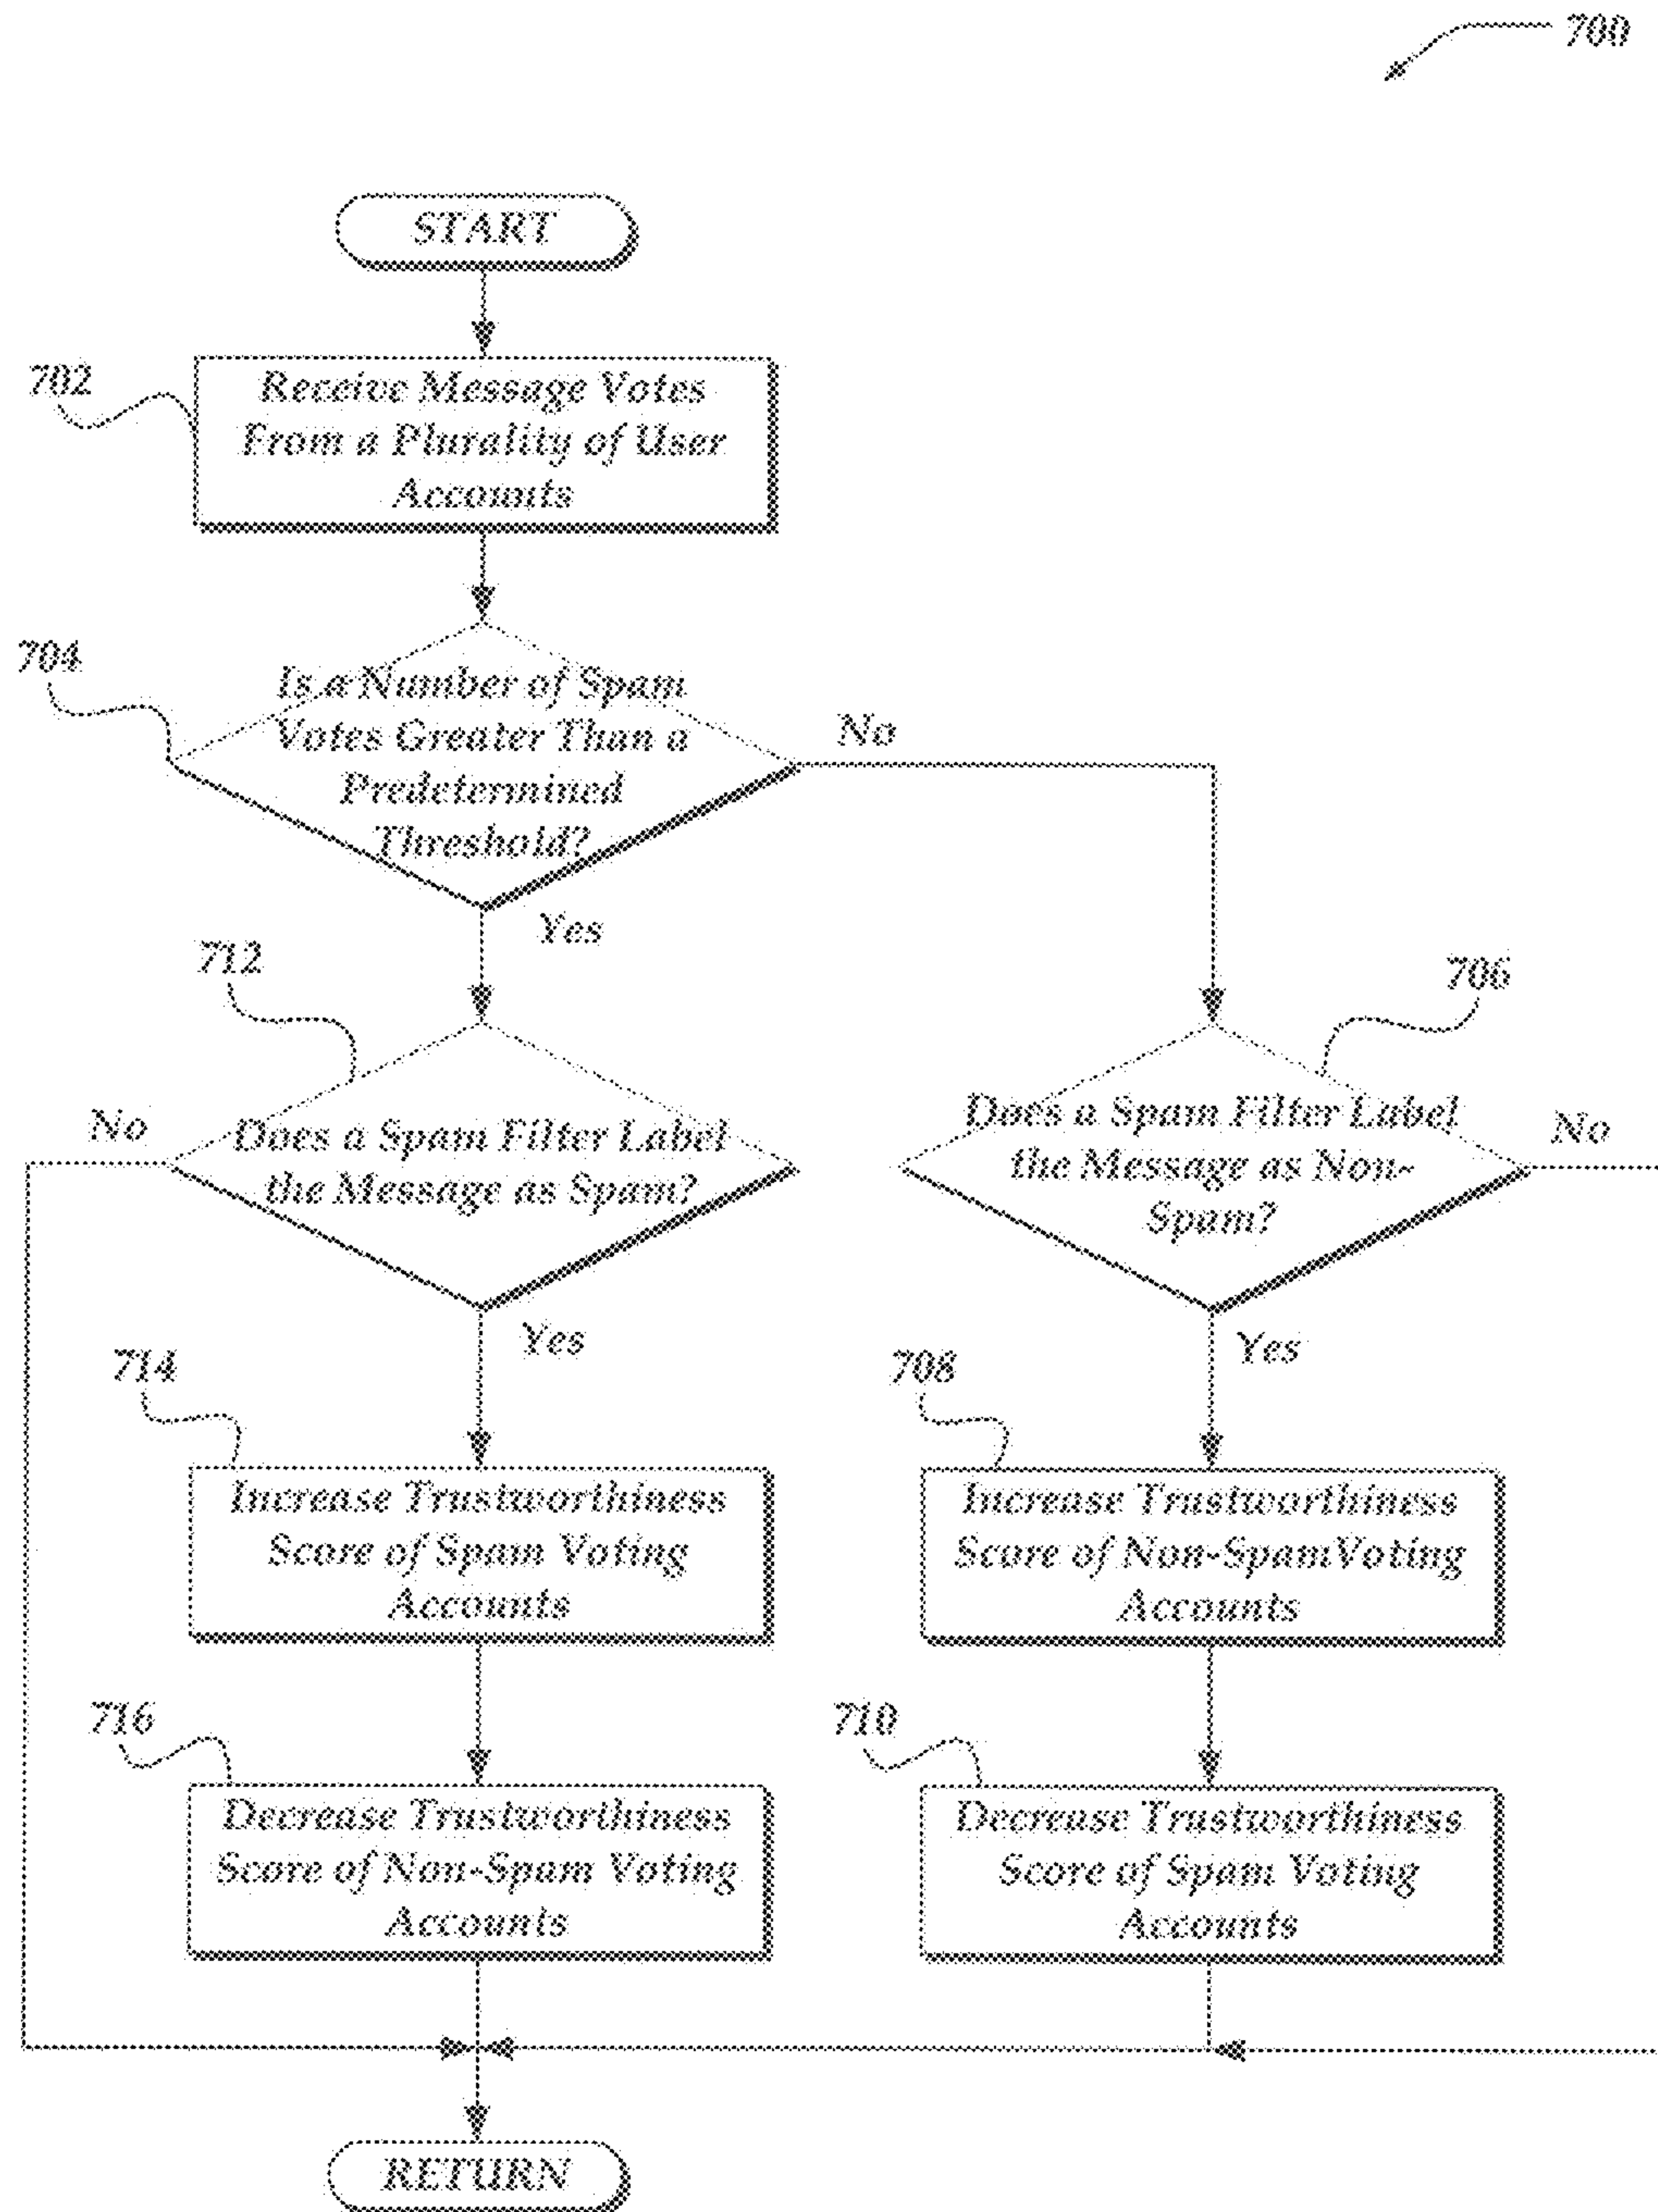 700
START
702
Receive Message Votes
From a Plurality of User
Accounts
704
Is a Number of Spam
Votes Greater Than a
Predetermined
Threshold?
No
Yes
712
706
No
Does a Spam Filter Label
the Message as Spam?
Does a Spam Filter Label
the Message as Non-
Spam?
No
Yes
Yes
714
708
Increase Trustworthiness
Score of Spam Voting
Accounts
Increase Trustworthiness
Score of Non-SpamVoting
Accounts
716
710
Decrease Trustworthiness
Score of Non-Spam Voting
Accounts
Decrease Trustworthiness
Score of Spam Voting
Accounts
RETURN